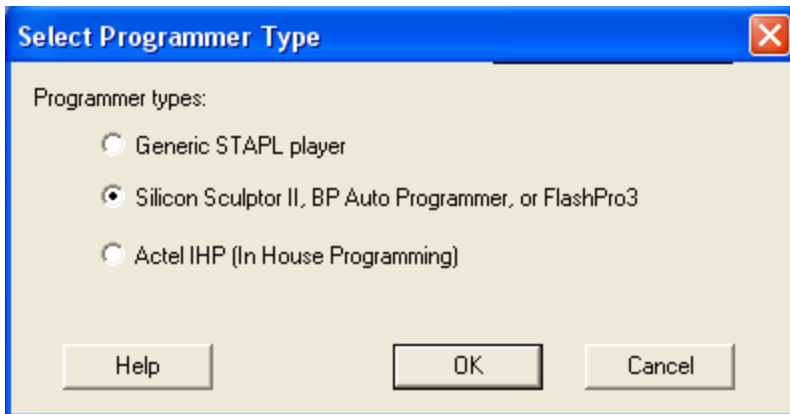 Select Programmer Type
Programmer types:
Generic STAPL player
Silicon Sculptor II, BP Auto Programmer, or FlashPro3
Actel IHP (In House Programming)
Help OK Cancel